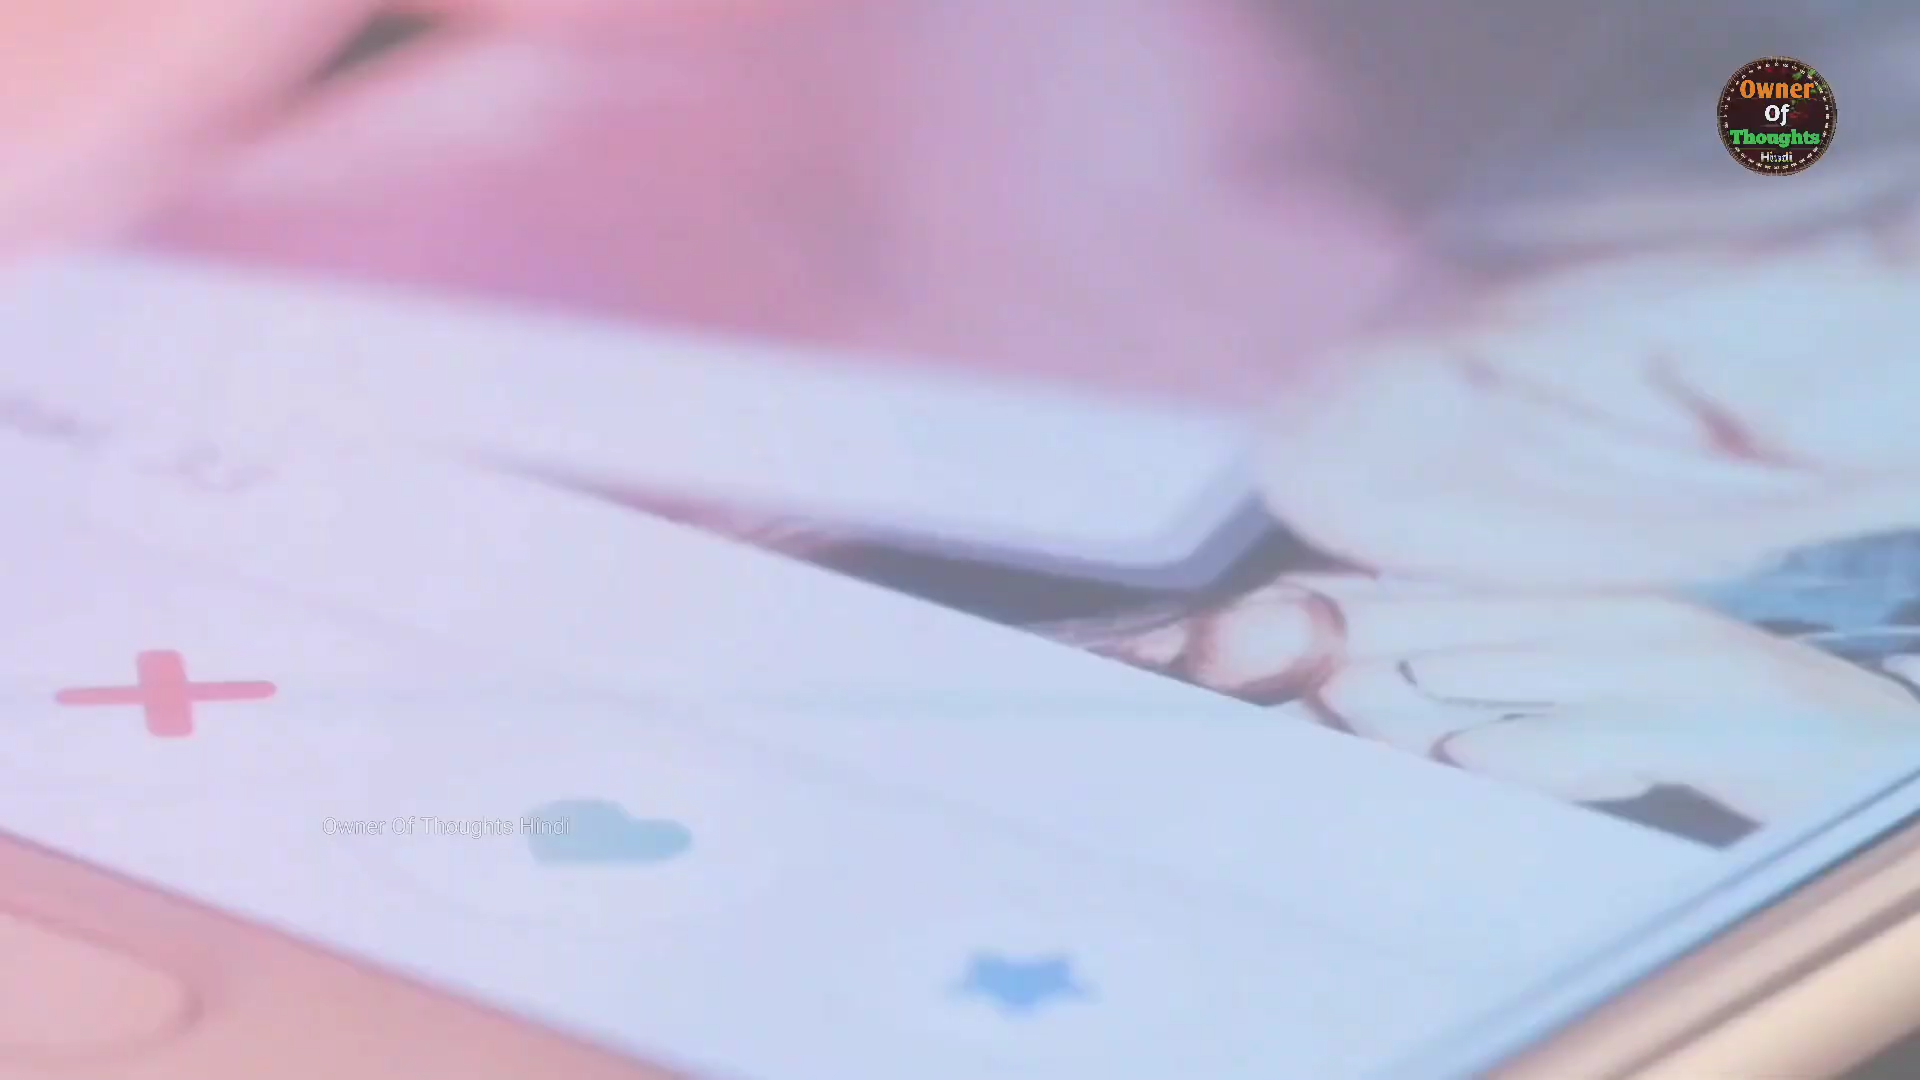 Owner
Of
Thoughts
Hindi
Owner Of Thoughts Hindi